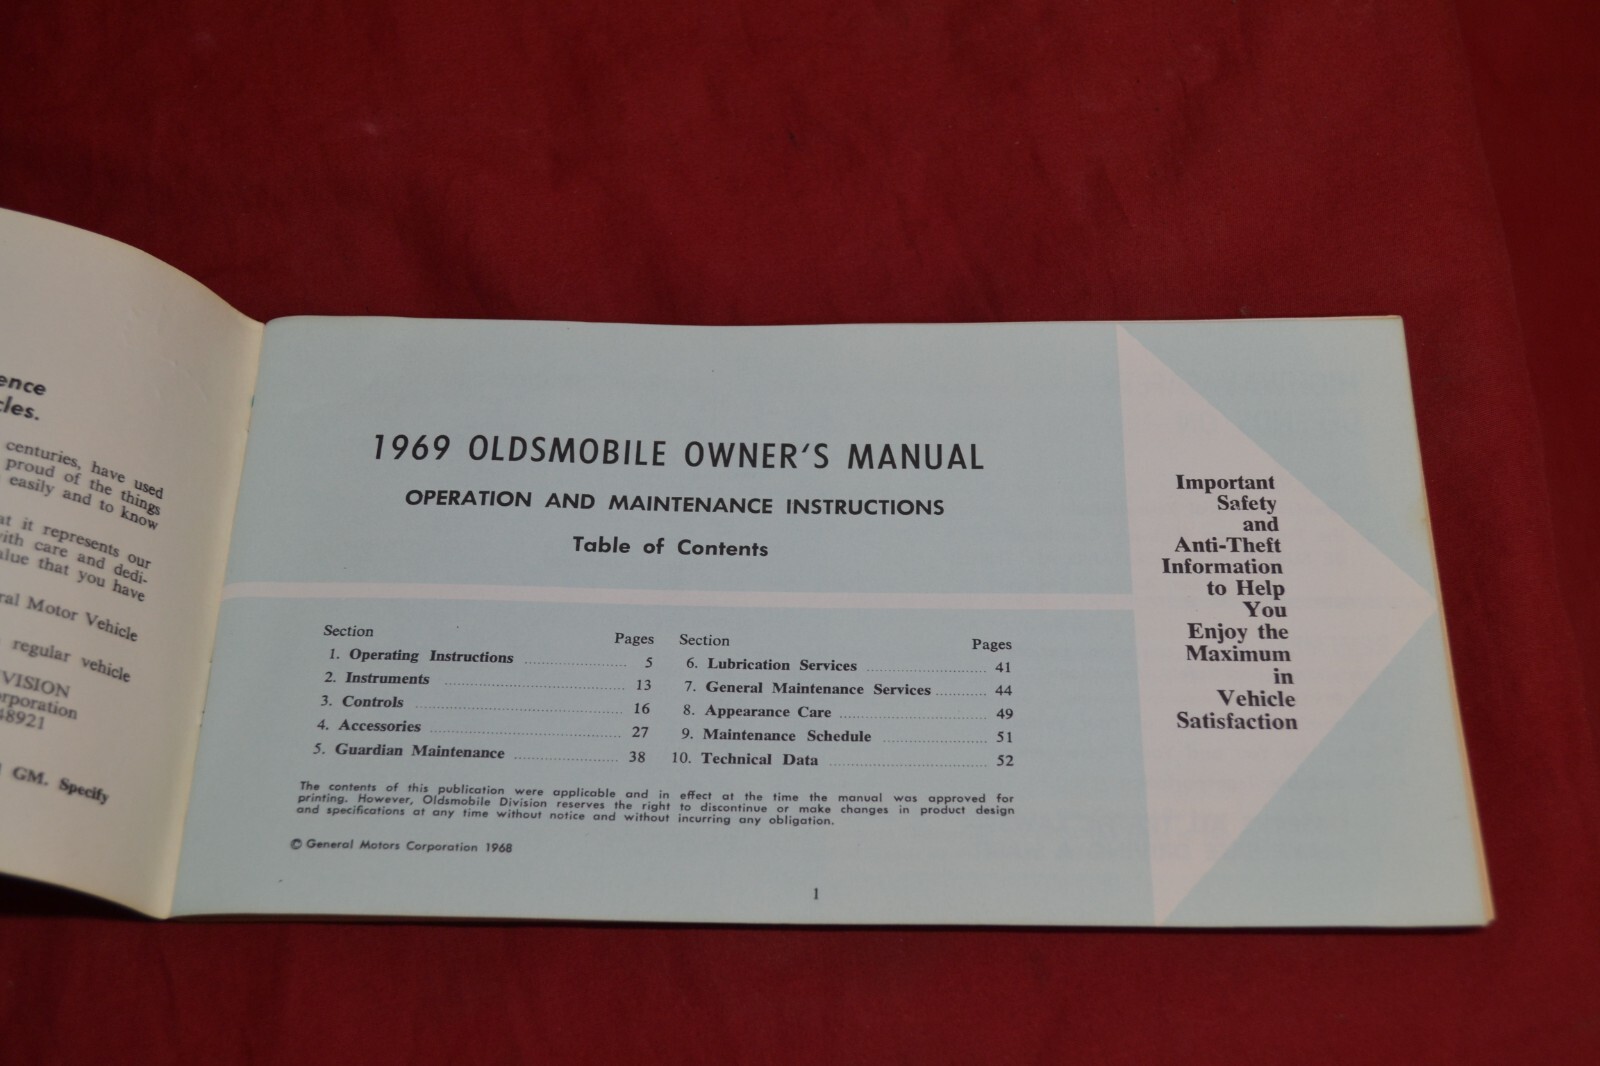 ence
cles.
centuries, have used
proud of the things
easily and to know
at it represents our
with care and dedi-
alue that you have
ral Motor Vehicle
regular vehicle
VISION
rporation
48921
GM. Specify
1969 OLDSMOBILE OWNER'S MANUAL
OPERATION AND MAINTENANCE INSTRUCTIONS
Table of Contents
Section Pages
1. Operating Instructions 5
2. Instruments 13
3. Controls 16
4. Accessories 27
5. Guardian Maintenance 38
Section Pages
6. Lubrication Services 41
7. General Maintenance Services 44
8. Appearance Care 49
9. Maintenance Schedule 51
10. Technical Data 52
The contents of this publication were applicable and in effect at the time the manual was approved for
printing. However, Oldsmobile Division reserves the right to discontinue or make changes in product design
and specifications at any time without notice and without incurring any obligation.
© General Motors Corporation 1968
1
Important
Safety
and
Anti-Theft
Information
to Help
You
Enjoy the
Maximum
in
Vehicle
Satisfaction